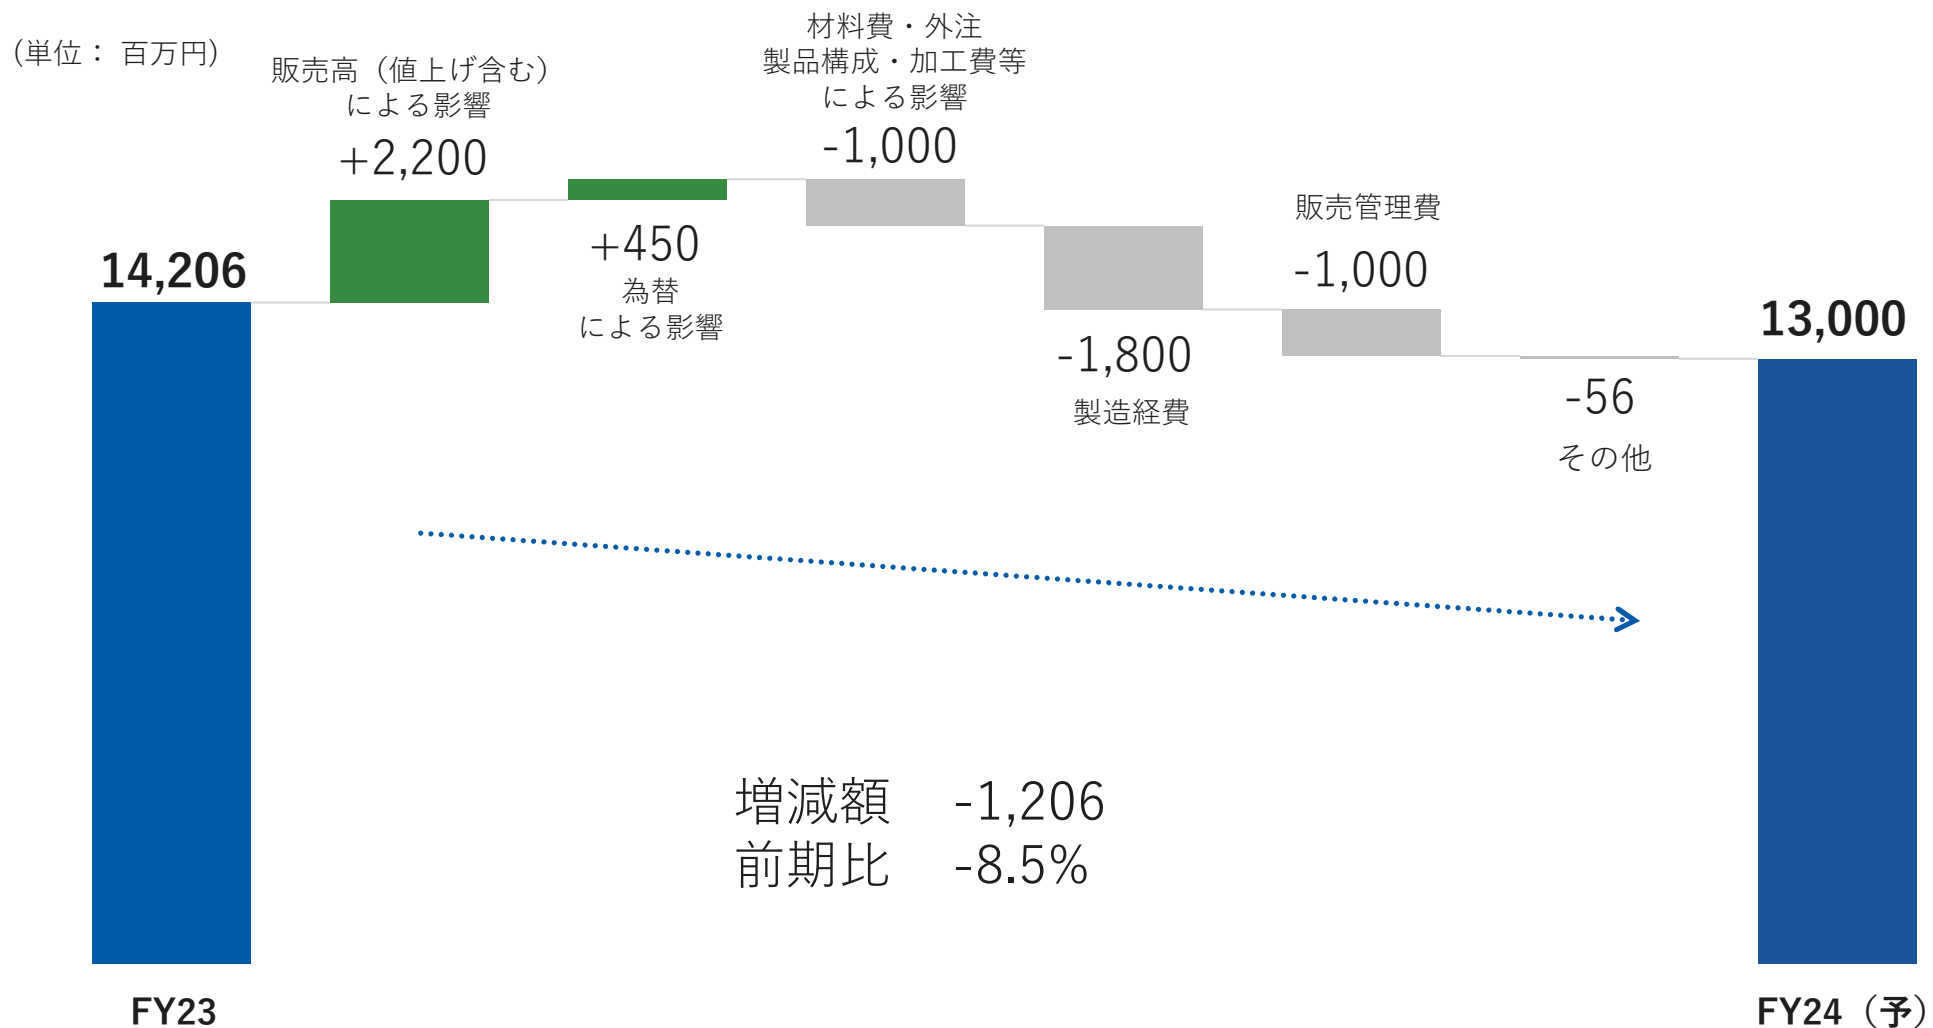 （単位： 百万円）
販売高（値上げ含む）
による影響
+2,200
+450
為替
による影響
材料費・外注
製品構成・加工費等
による影響
-1,000
-1,800
製造経費
販売管理費
-1,000
-56
その他
14,206
13,000
増減額 -1,206
前期比 -8.5%
FY23
FY24（予）